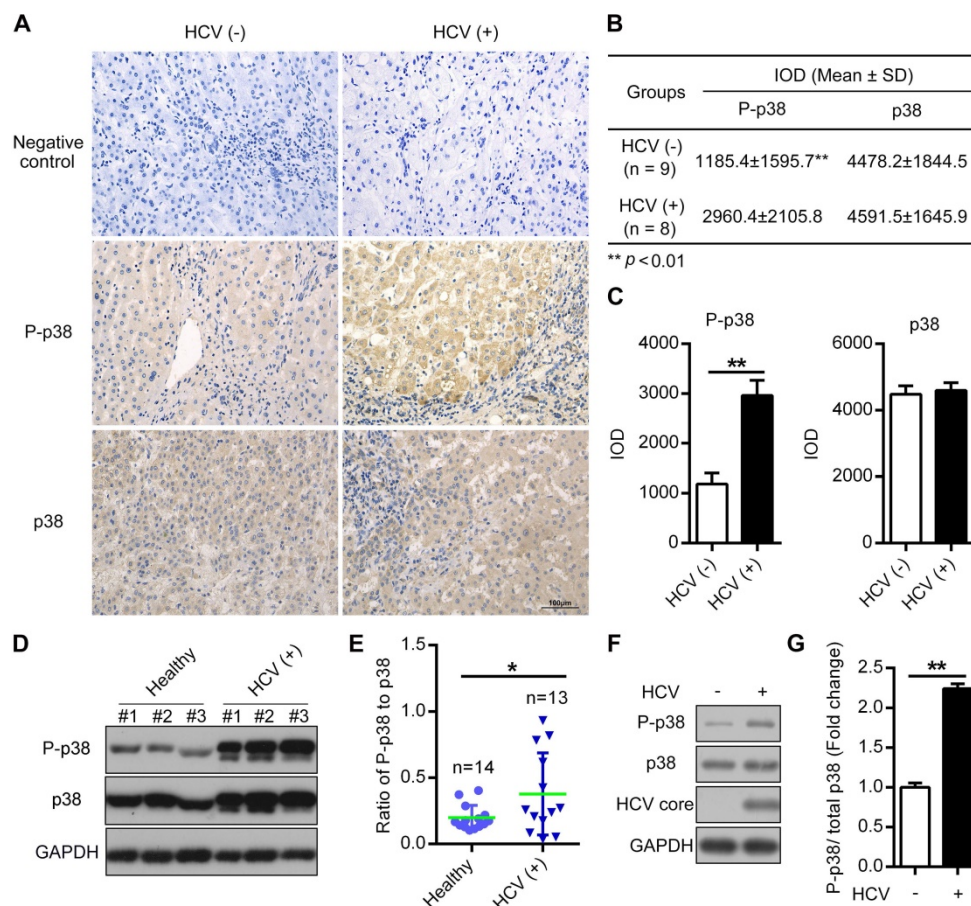 A
HCV (-)
HCV (+)
Negative
control
P-p38
p38
100μm
B
Groups
IOD (Mean ± SD)
P-p38
p38
HCV (-)
(n = 9)
1185.4±1595.7**
4478.2±1844.5
HCV (+)
(n = 8)
2960.4±2105.8
4591.5±1645.9
** p < 0.01
C
P-p38
4000
3000
2000
1000
0
IOD
**
HCV (-)
HCV (+)
p38
6000
4000
2000
0
IOD
HCV (-)
HCV (+)
D
Healthy
HCV (+)
#1 #2 #3 #1 #2 #3
P-p38
p38
GAPDH
E
Ratio of P-p38 to p38
1.5
1.0
0.5
0.0
*
n=14
n=13
Healthy
HCV (+)
F
HCV - +
P-p38
p38
HCV core
GAPDH
G
P-p38/ total p38 (Fold change)
2.5
2.0
1.5
1.0
0.5
0.0
**
HCV - +